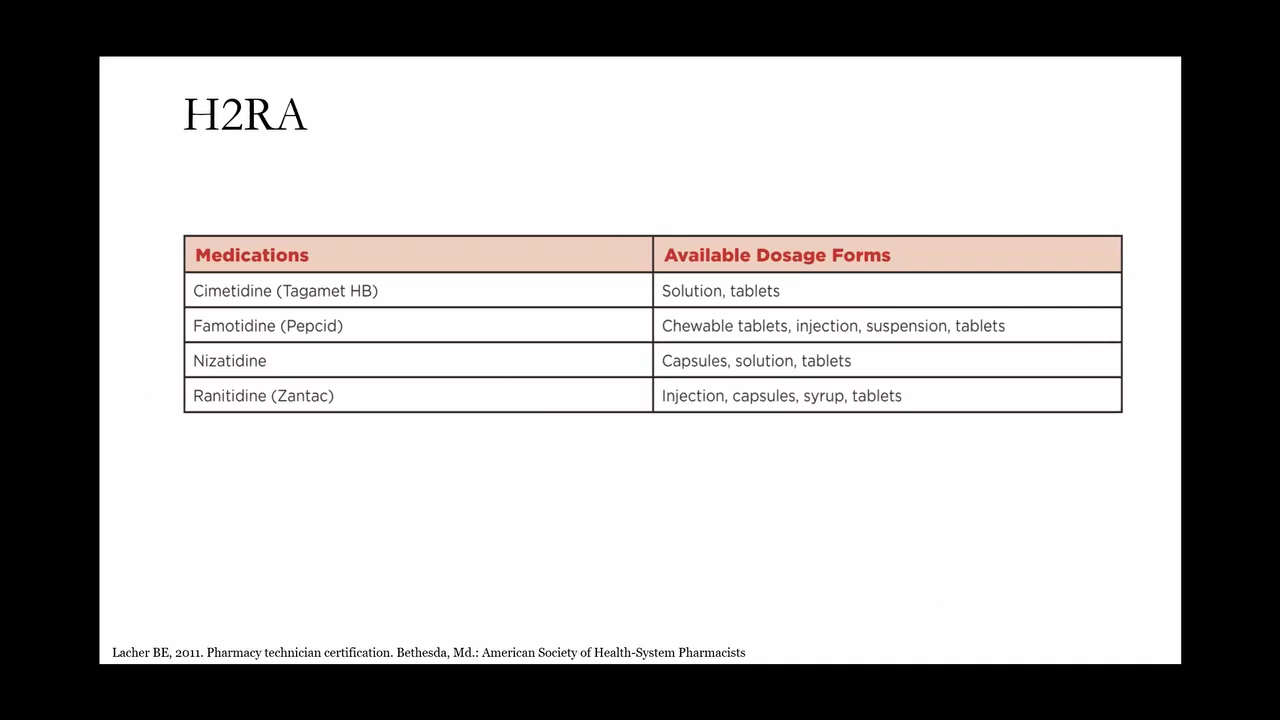 H2RA
Medications Available Dosage Forms
Cimetidine (Tagamet HB) Solution, tablets
Famotidine (Pepcid) Chewable tablets, injection, suspension, tablets
Nizatidine Capsules, solution, tablets
Ranitidine (Zantac) Injection, capsules, syrup, tablets
Lacher BE, 2011. Pharmacy technician certification. Bethesda, Md.: American Society of Health-System Pharmacists